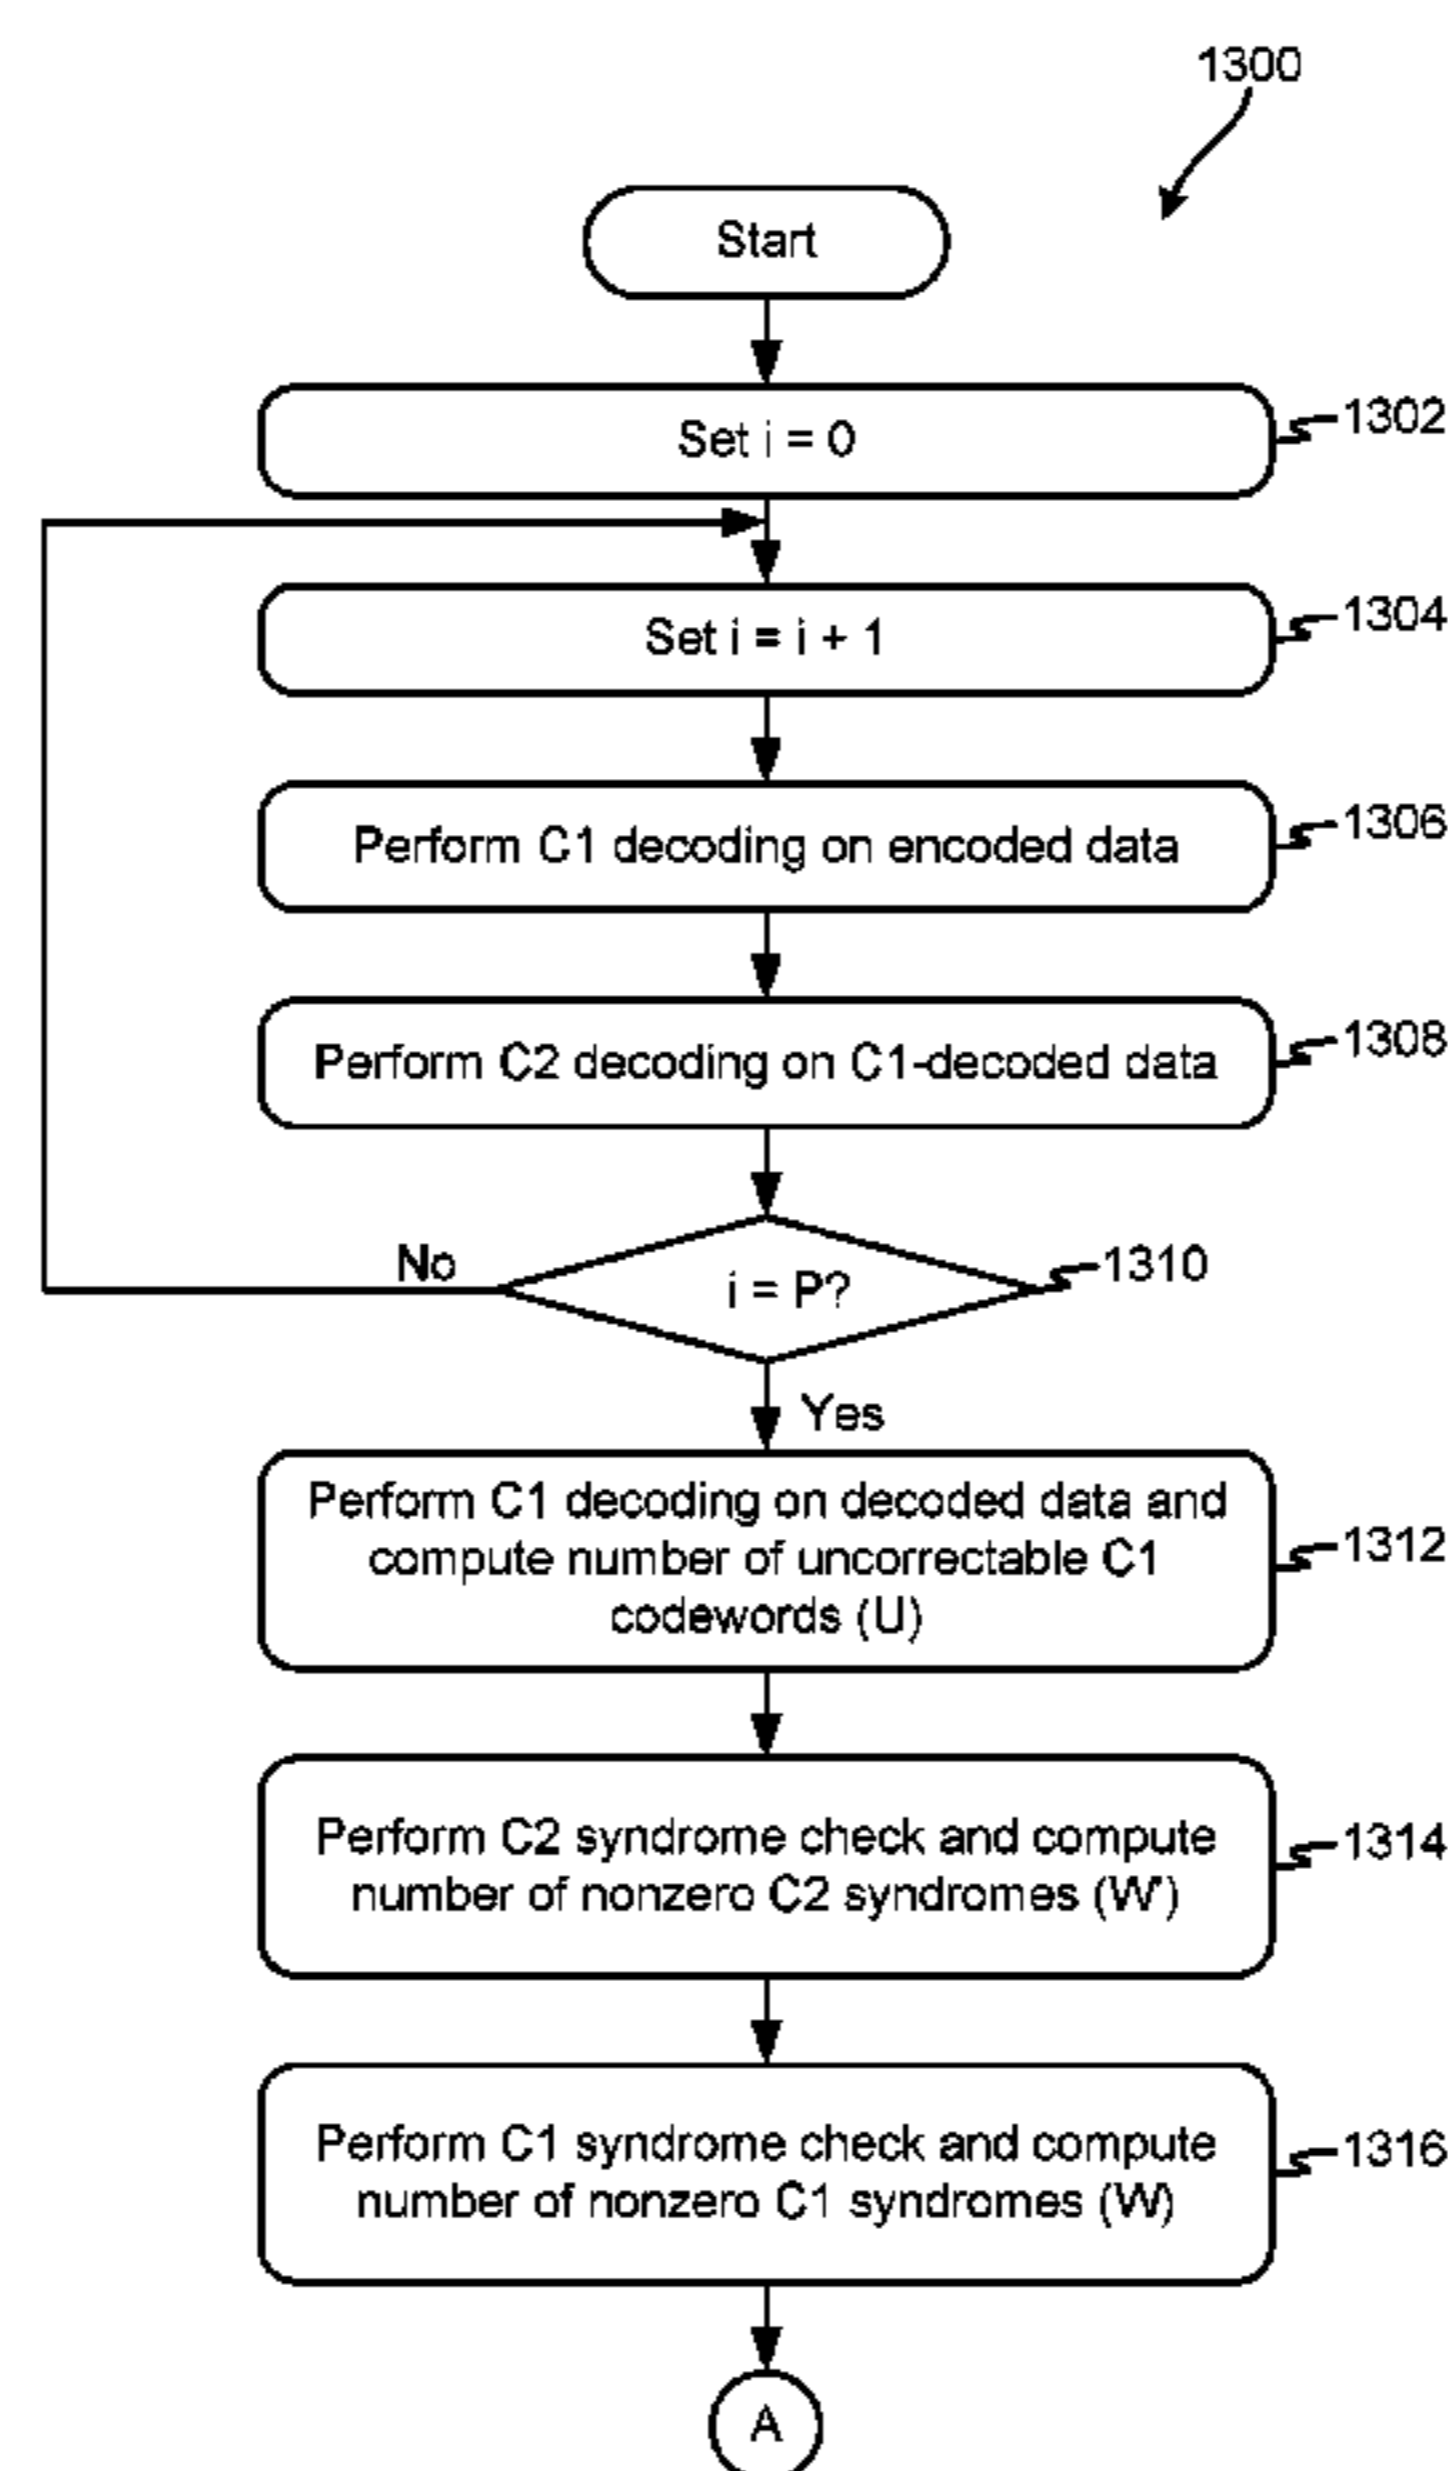 1300
Start
Set i = 0
1302
Set i = i + 1
1304
Perform C1 decoding on encoded data
1306
Perform C2 decoding on C1-decoded data
1308
No
i = P?
1310
Yes
Perform C1 decoding on decoded data and
compute number of uncorrectable C1
codewords (U)
1312
Perform C2 syndrome check and compute
number of nonzero C2 syndromes (W')
1314
Perform C1 syndrome check and compute
number of nonzero C1 syndromes (W)
1316
A